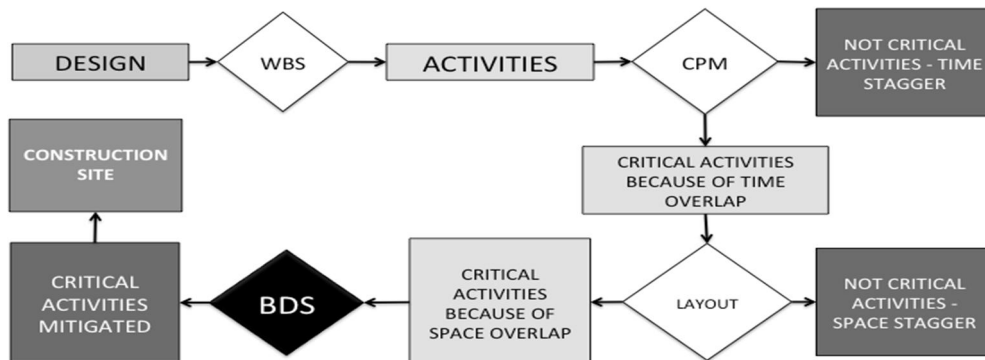 DESIGN
WBS
ACTIVITIES
CPM
NOT CRITICAL
ACTIVITIES - TIME
STAGGER
CRITICAL ACTIVITIES
BECAUSE OF TIME
OVERLAP
LAYOUT
NOT CRITICAL
ACTIVITIES -
SPACE STAGGER
CRITICAL
ACTIVITIES
BECAUSE OF
SPACE OVERLAP
BDS
CRITICAL
ACTIVITIES
MITIGATED
CONSTRUCTION
SITE